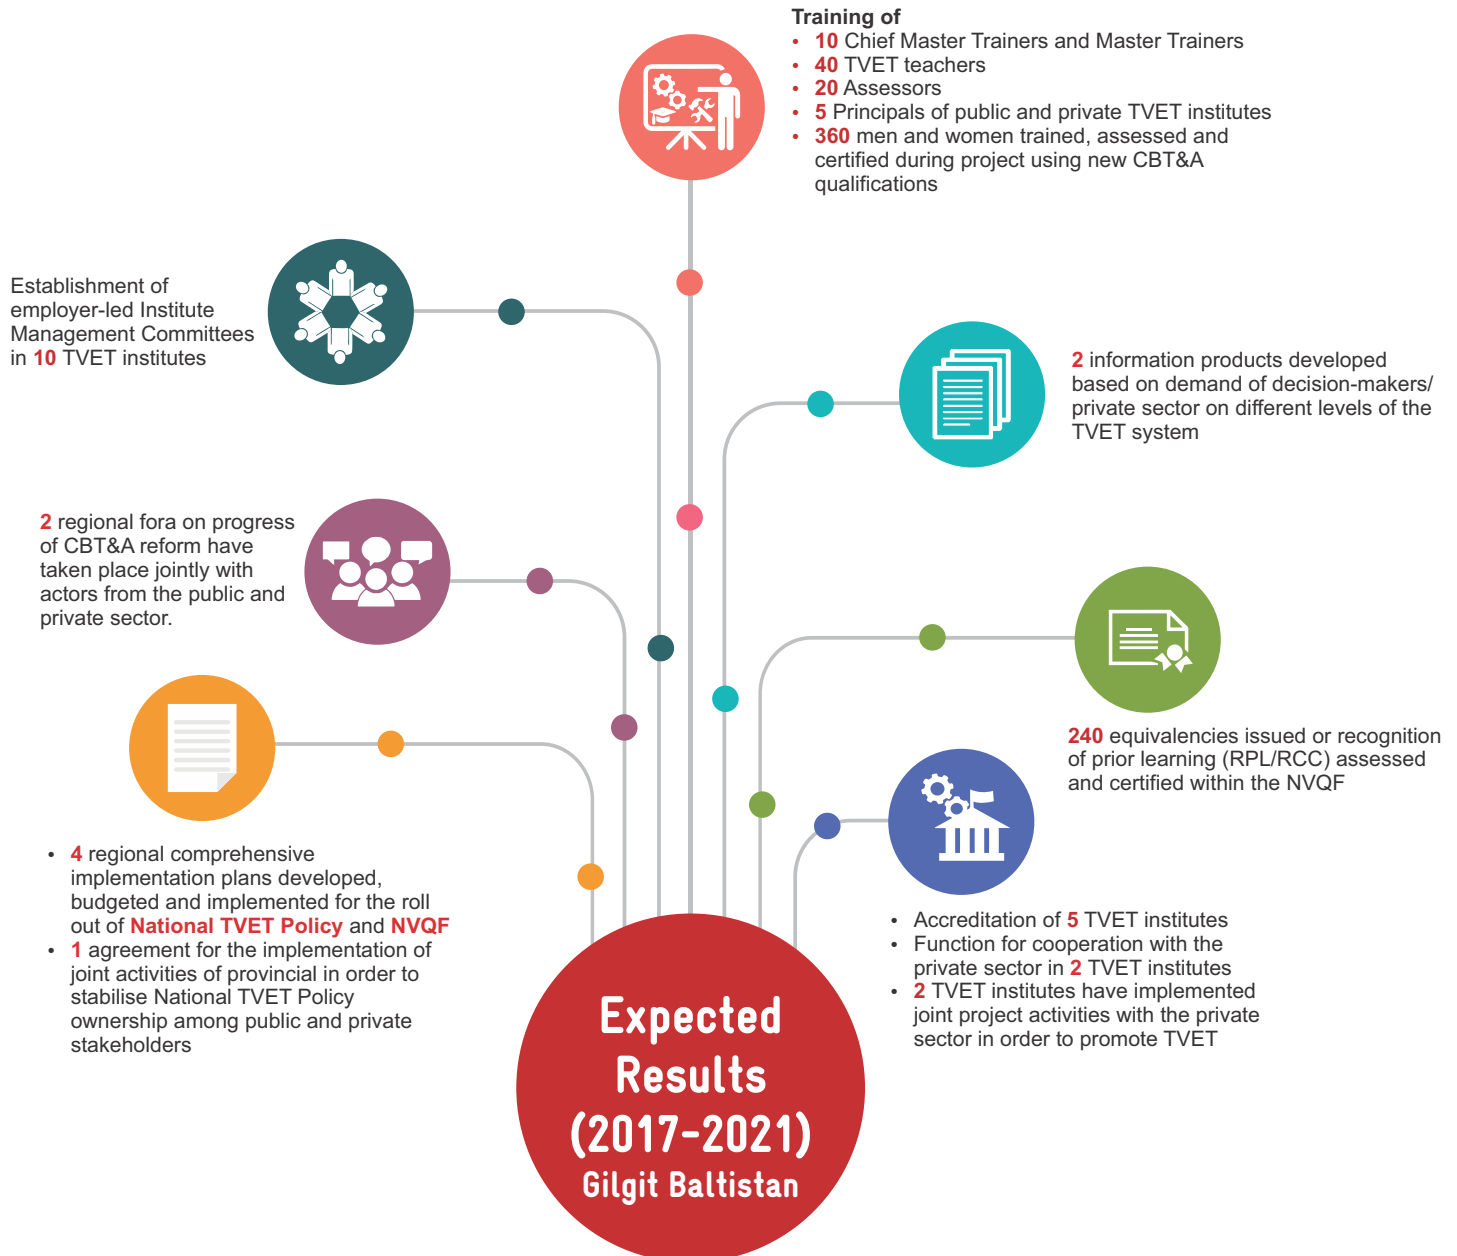 Training of
• 10 Chief Master Trainers and Master Trainers
• 40 TVET teachers
• 20 Assessors
• 5 Principals of public and private TVET institutes
• 360 men and women trained, assessed and
certified during project using new CBT&A
qualifications
Establishment of
employer-led Institute
Management Committees
in 10 TVET institutes
2 information products developed
based on demand of decision-makers/
private sector on different levels of the
TVET system
2 regional fora on progress
of CBT&A reform have
taken place jointly with
actors from the public and
private sector.
240 equivalencies issued or recognition
of prior learning (RPL/RCC) assessed
and certified within the NVQF
• 4 regional comprehensive
implementation plans developed,
budgeted and implemented for the roll
out of National TVET Policy and NVQF
• 1 agreement for the implementation of
joint activities of provincial in order to
stabilise National TVET Policy
ownership among public and private
stakeholders
• Accreditation of 5 TVET institutes
• Function for cooperation with the
private sector in 2 TVET institutes
• 2 TVET institutes have implemented
joint project activities with the private
sector in order to promote TVET
Expected
Results
(2017-2021)
Gilgit Baltistan